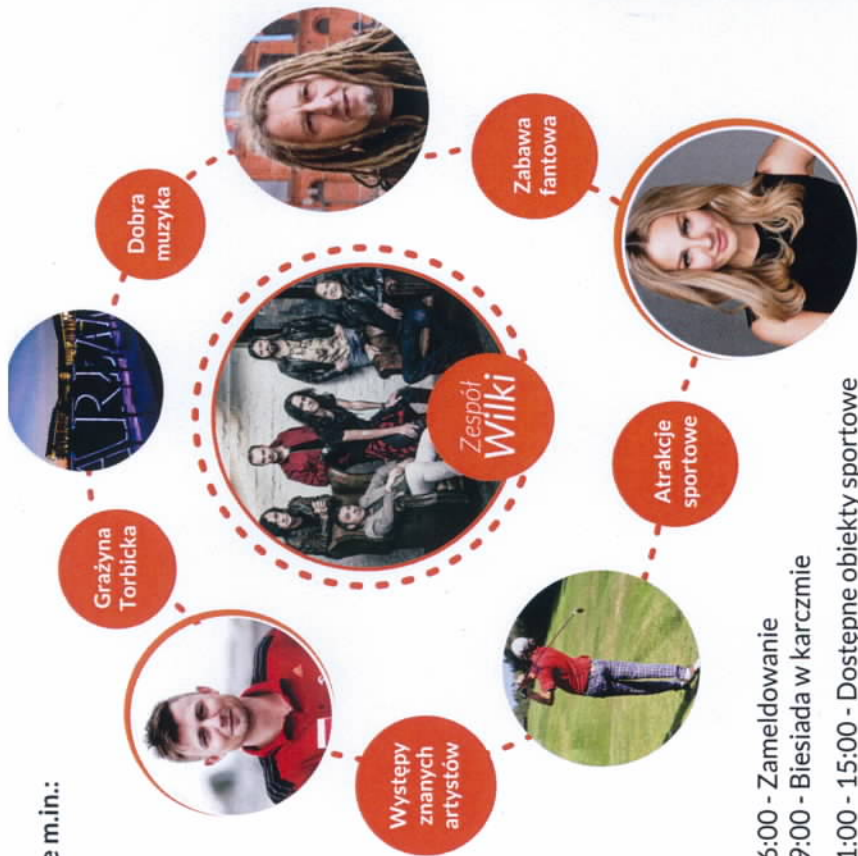 e m.in.:
Grażyna
Torbicka
Dobra
muzyka
Występy
znanych
artystów
Zespół
Wilki
Zabawa
fantowa
Atrakcje
sportowe
6:00 - Zameldowanie
9:00 - Biesiada w karczmie
1:00 - 15:00 - Dostępne obiekty sportowe